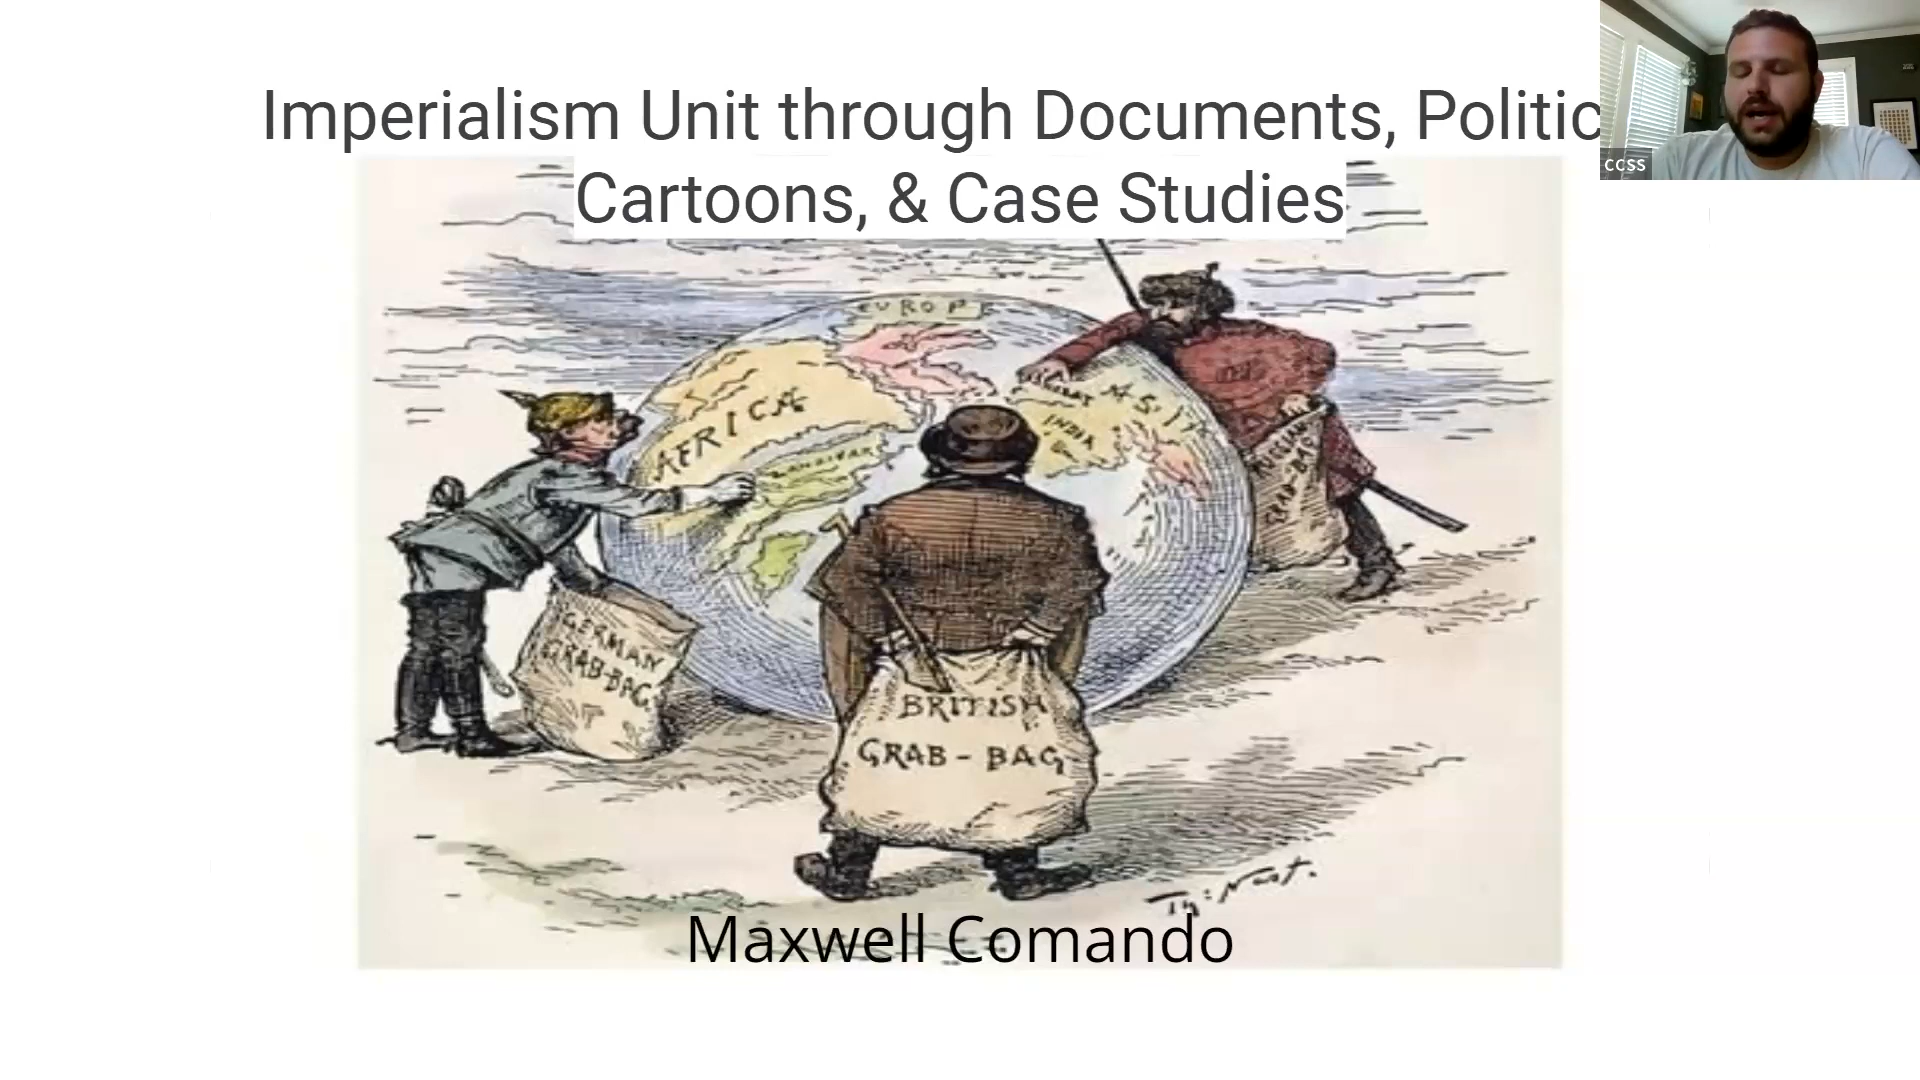 Imperialism Unit through Documents, Politic
Cartoons, & Case Studies
CCSS
EUROPE
AFRICA
ZANZIBAR
ASI
INDIA
GERMAN
GRAB-BAG
GRAB-BAG
BRITISH
GRAB-BAG
Th: Nast.
Maxwell Comando